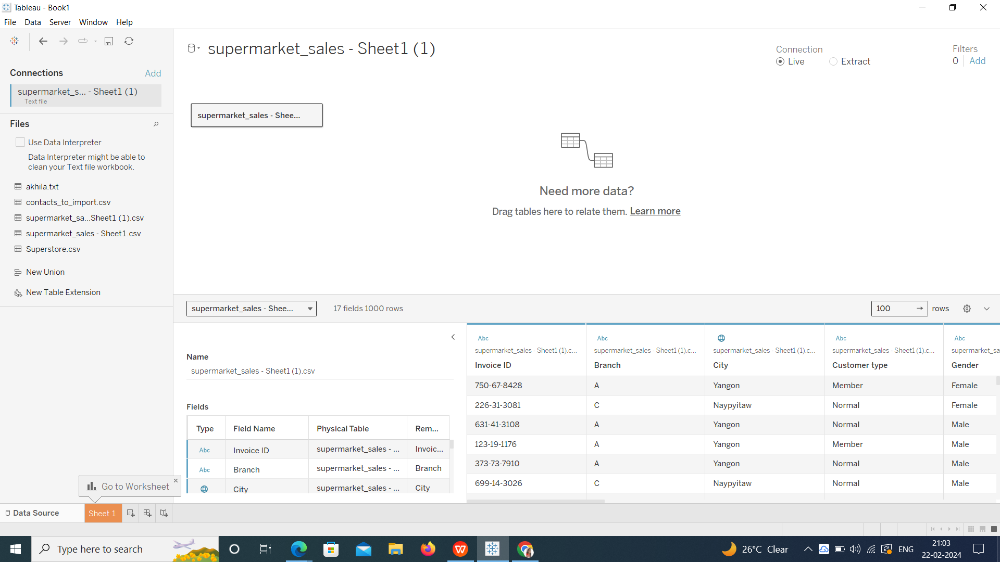 Tableau - Book1
File Data Server Window Help
supermarket_sales - Sheet1 (1)
Connection
Live Extract
Filters
0 Add
Connections Add
supermarket_s... - Sheet1 (1)
Text file
Files
Use Data Interpreter
Data Interpreter might be able to
clean your Text file workbook.
akhila.txt
contacts_to_import.csv
supermarket_sa...Sheet1 (1).csv
supermarket_sales - Sheet1.csv
Superstore.csv
New Union
New Table Extension
supermarket_sales - Shee...
Need more data?
Drag tables here to relate them. Learn more
supermarket_sales - Shee... 17 fields 1000 rows 100 rows
Name
supermarket_sales - Sheet1 (1).csv
Fields
Type Field Name Physical Table Rem...
Abc Invoice ID supermarket_sales - ... Invoic...
Abc Branch supermarket_sales - ... Branch
City supermarket_sales - ... City
Abc Abc Abc Abc
supermarket_sales - Sheet1 (1).c... supermarket_sales - Sheet1 (1).c... supermarket_sales - Sheet1 (1).c... supermarket_sales - Sheet1 (1).c... supermarket_sa
Invoice ID Branch City Customer type Gender
750-67-8428 A Yangon Member Female
226-31-3081 C Naypyitaw Normal Female
631-41-3108 A Yangon Normal Male
123-19-1176 A Yangon Member Male
373-73-7910 A Yangon Normal Male
699-14-3026 C Naypyitaw Normal Male
Go to Worksheet
Data Source Sheet 1
Type here to search
26°C Clear ENG
21:03
22-02-2024